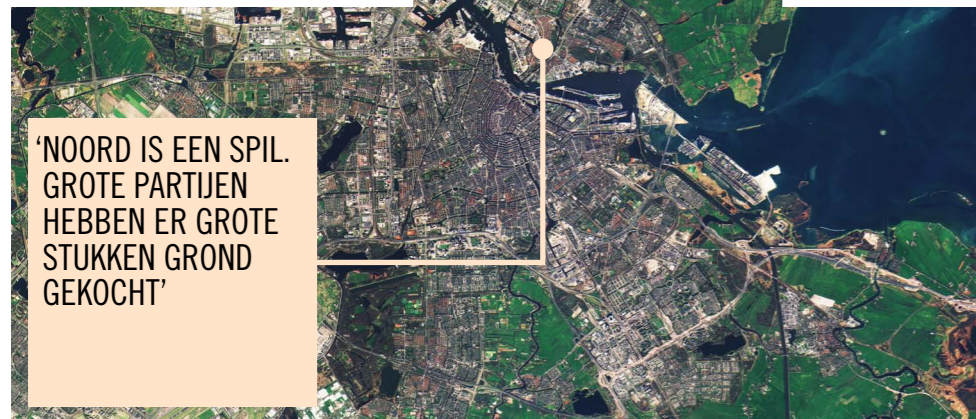 ‘NOORD IS EEN SPIL.
GROTE PARTIJEN
HEBBEN ER GROTE
STUKKEN GROND
GEKOCHT’